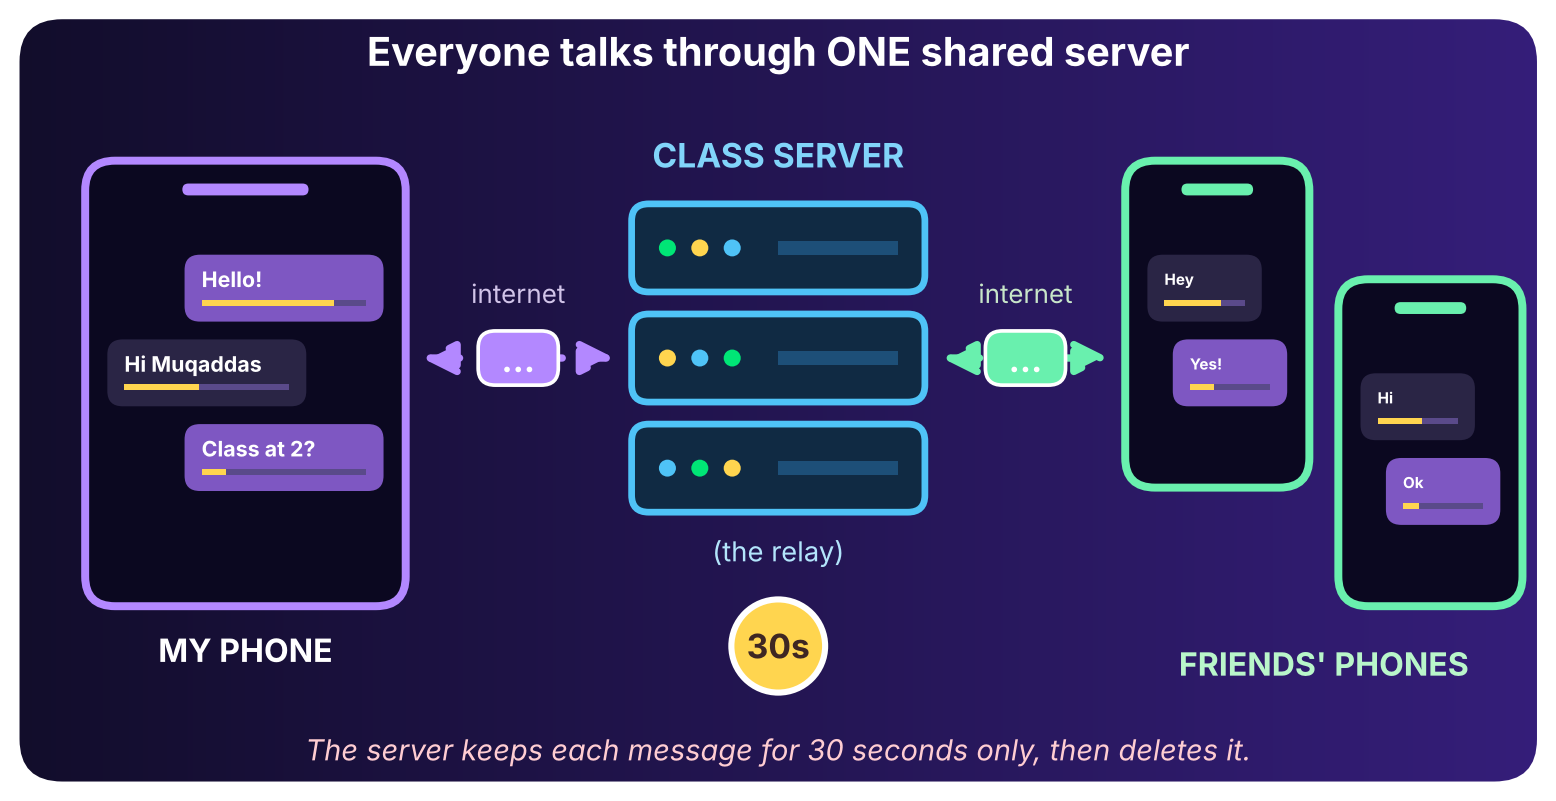 Everyone talks through ONE shared server
CLASS SERVER
Hello!
Hi Muqaddas
Class at 2?
MY PHONE
internet
...
(the relay)
30s
internet
...
Hey
Yes!
Hi
Ok
FRIENDS' PHONES
The server keeps each message for 30 seconds only, then deletes it.